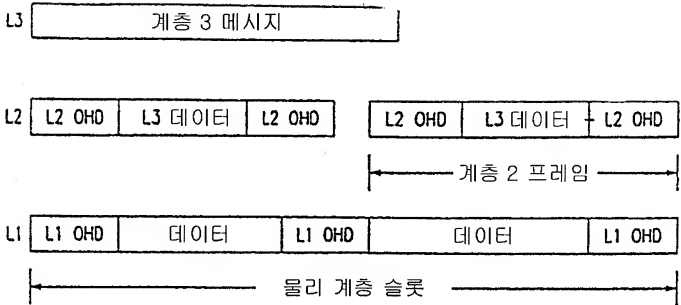 L3 계층 3 메시지
L2 L2 OHD L3 데이터 L2 OHD L2 OHD L3 데이터 L2 OHD
계층 2 프레임
L1 L1 OHD 데이터 L1 OHD 데이터 L1 OHD
물리 계층 슬롯